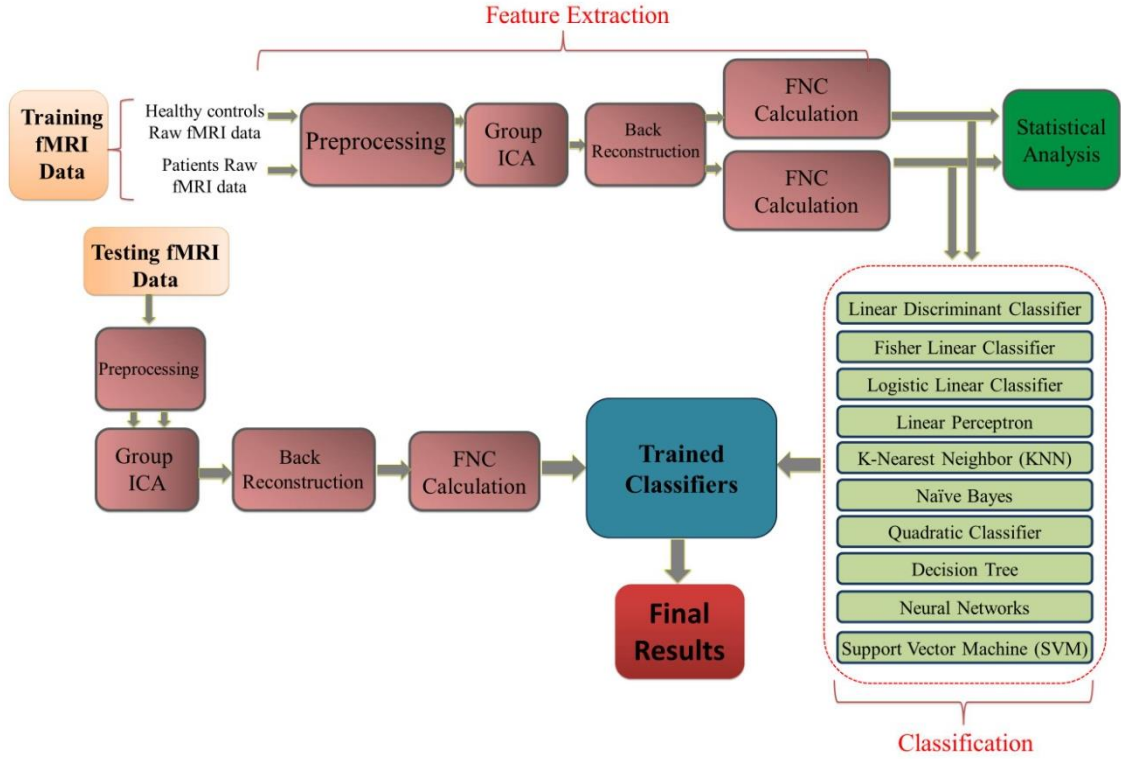 Feature Extraction
Training
fMRI
Data
Healthy controls
Raw fMRI data
Patients Raw
fMRI data
Preprocessing
Group
ICA
Back
Reconstruction
FNC
Calculation
FNC
Calculation
Statistical
Analysis
Testing fMRI
Data
Preprocessing
Group
ICA
Back
Reconstruction
FNC
Calculation
Trained
Classifiers
Final
Results
Linear Discriminant Classifier
Fisher Linear Classifier
Logistic Linear Classifier
Linear Perceptron
K-Nearest Neighbor (KNN)
Naïve Bayes
Quadratic Classifier
Decision Tree
Neural Networks
Support Vector Machine (SVM)
Classification